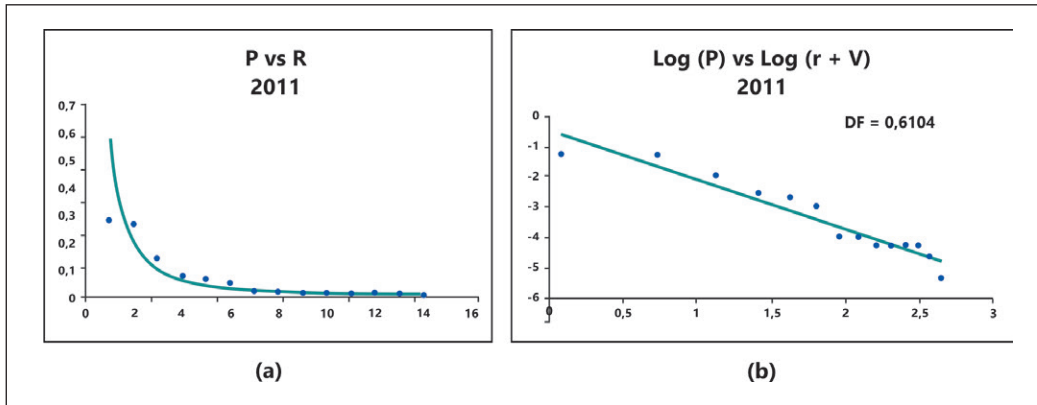 P vs R
2011
0,7
0,6
0,5
0,3
0,2
0,1
0
0 2 4 6 8 10 12 14 16
(a)
Log (P) vs Log (r + V)
2011
DF = 0,6104
0
-1
-2
-3
-4
-5
-6
0 0,5 1 1,5 2 2,5 3
(b)